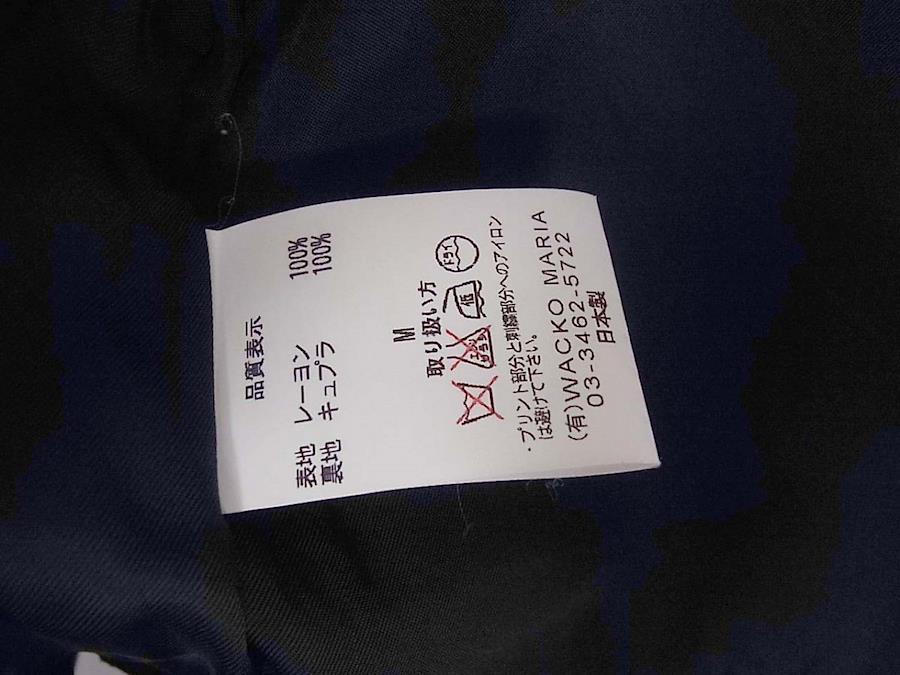 品質表示
表地 レーヨン 100%
裏地 キュプラ 100%
M
取り扱い方
低 ドライ
・プリント部分と刺繍部分へのアイロン
は避けて下さい。
(有)WACKO MARIA
03-3462-5722
日本製